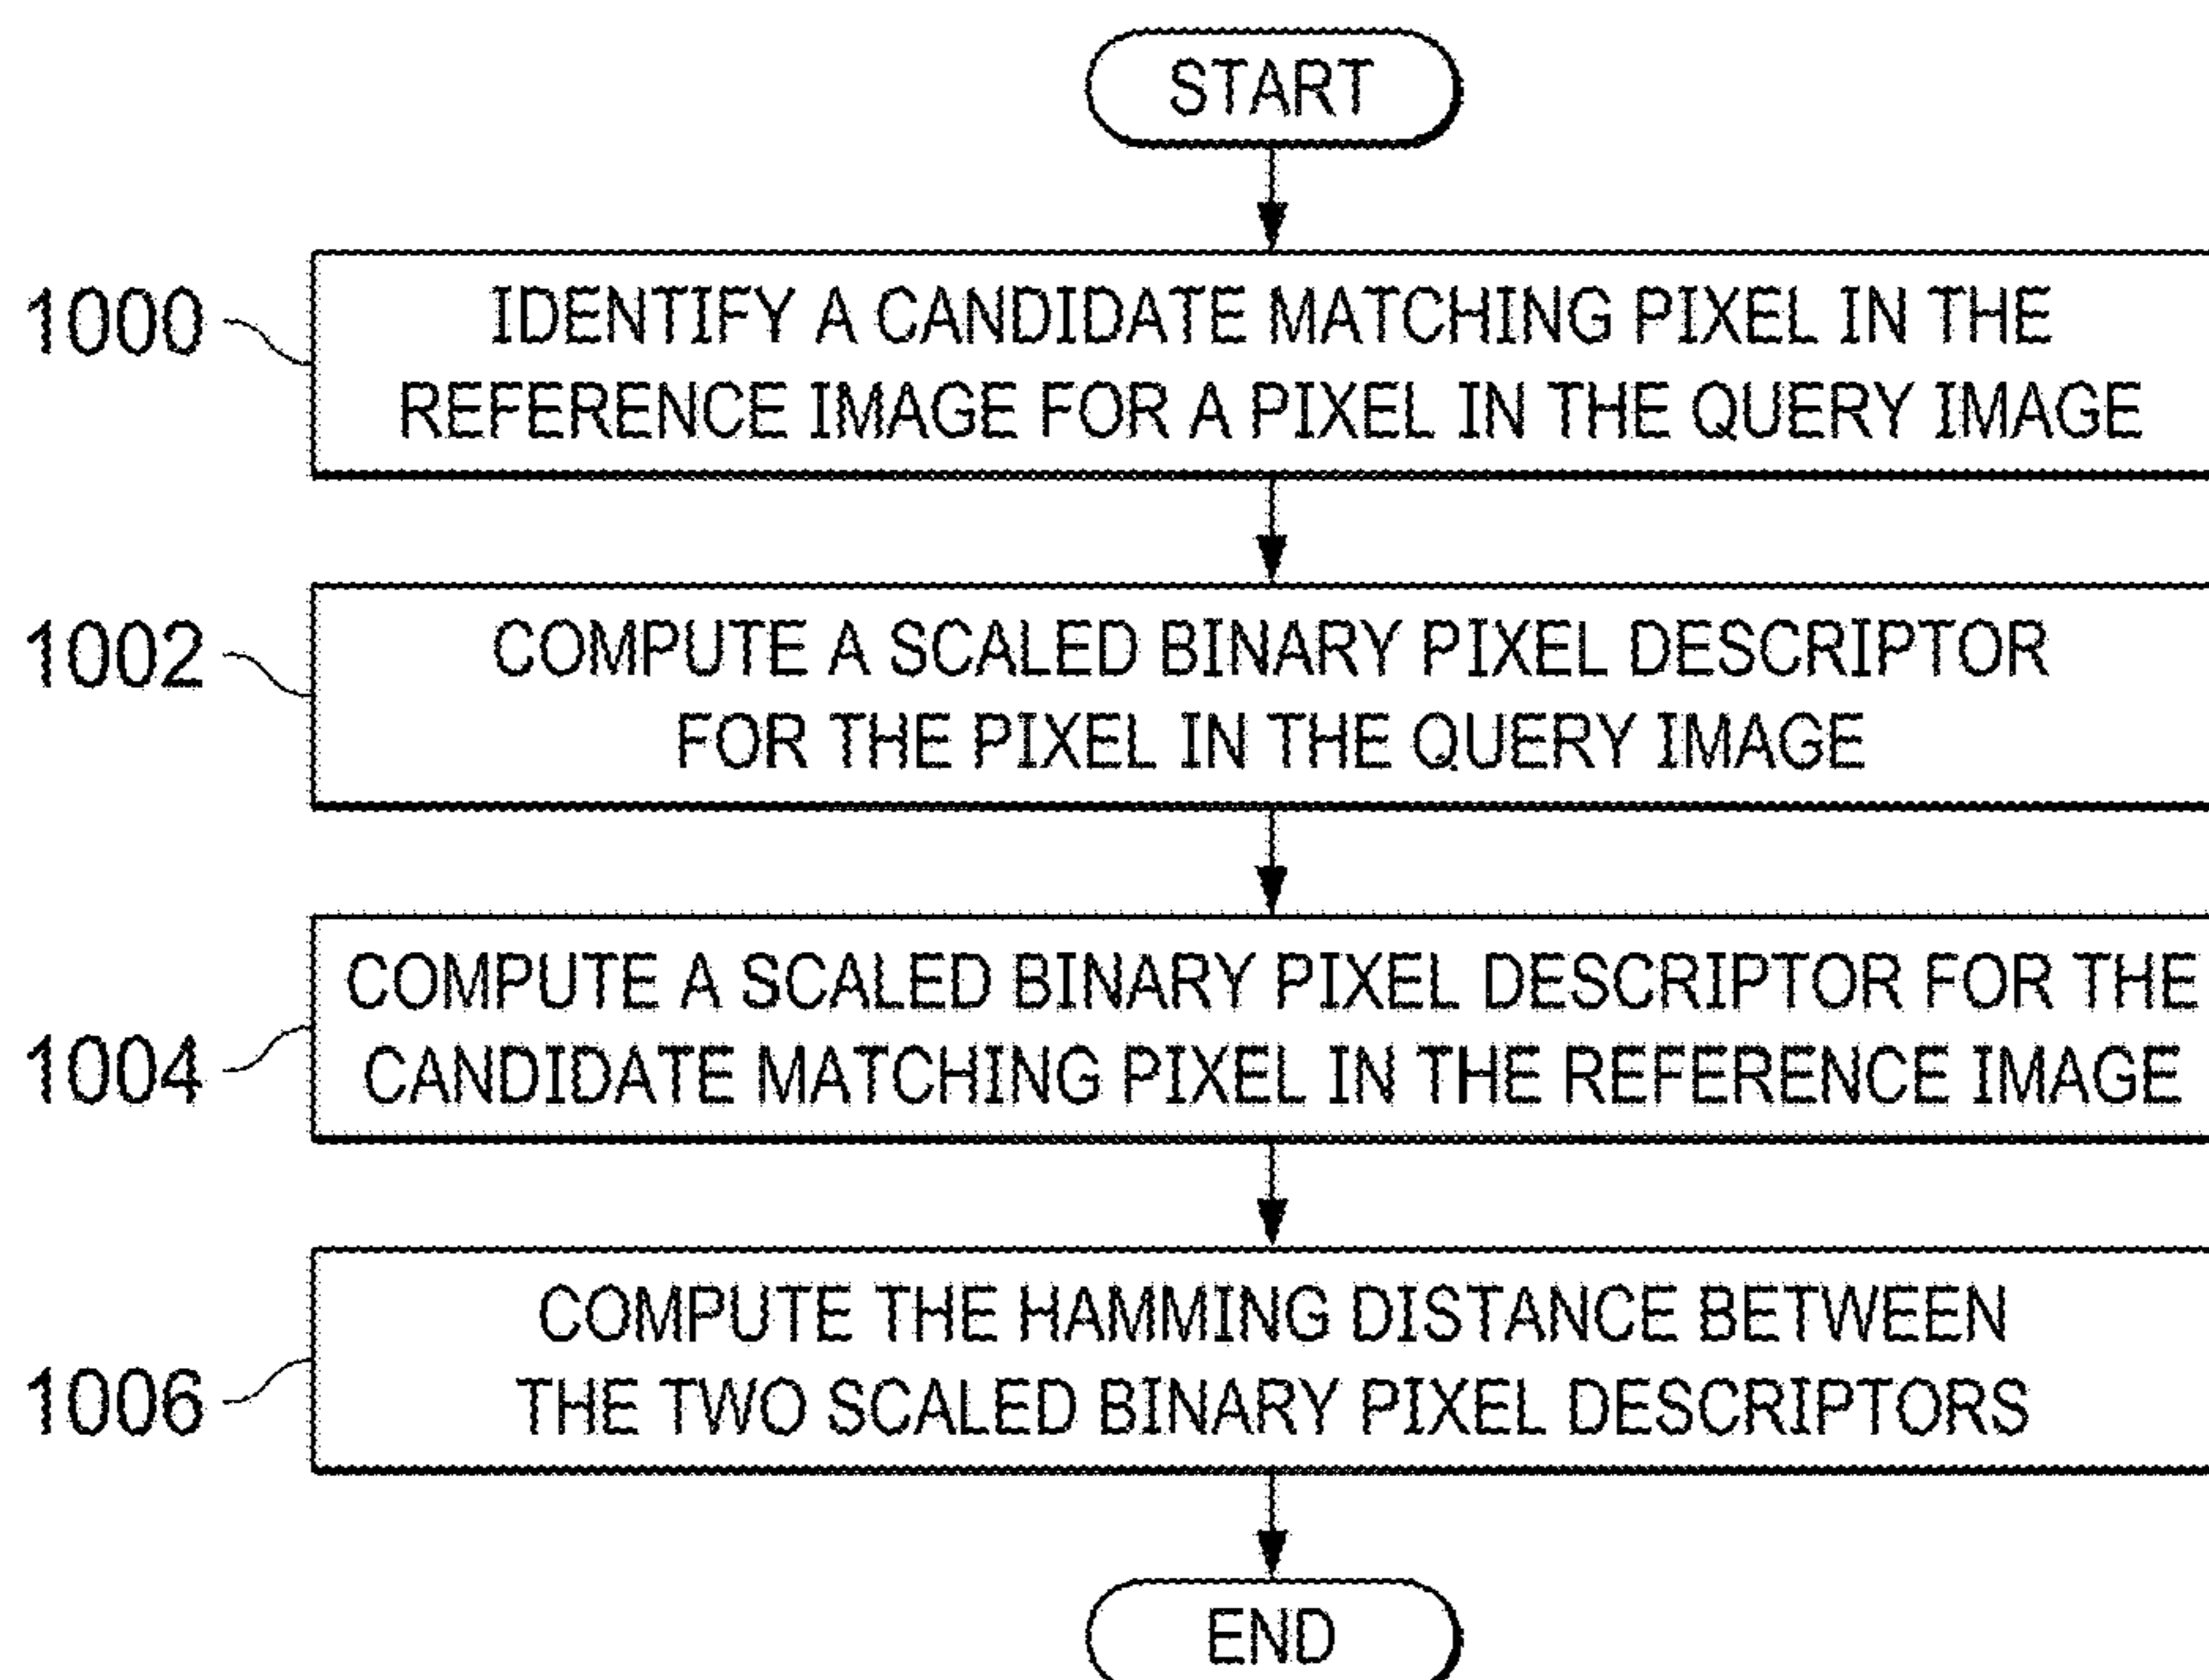 START
1000
IDENTIFY A CANDIDATE MATCHING PIXEL IN THE
REFERENCE IMAGE FOR A PIXEL IN THE QUERY IMAGE
1002
COMPUTE A SCALED BINARY PIXEL DESCRIPTOR
FOR THE PIXEL IN THE QUERY IMAGE
1004
COMPUTE A SCALED BINARY PIXEL DESCRIPTOR FOR THE
CANDIDATE MATCHING PIXEL IN THE REFERENCE IMAGE
1006
COMPUTE THE HAMMING DISTANCE BETWEEN
THE TWO SCALED BINARY PIXEL DESCRIPTORS
END